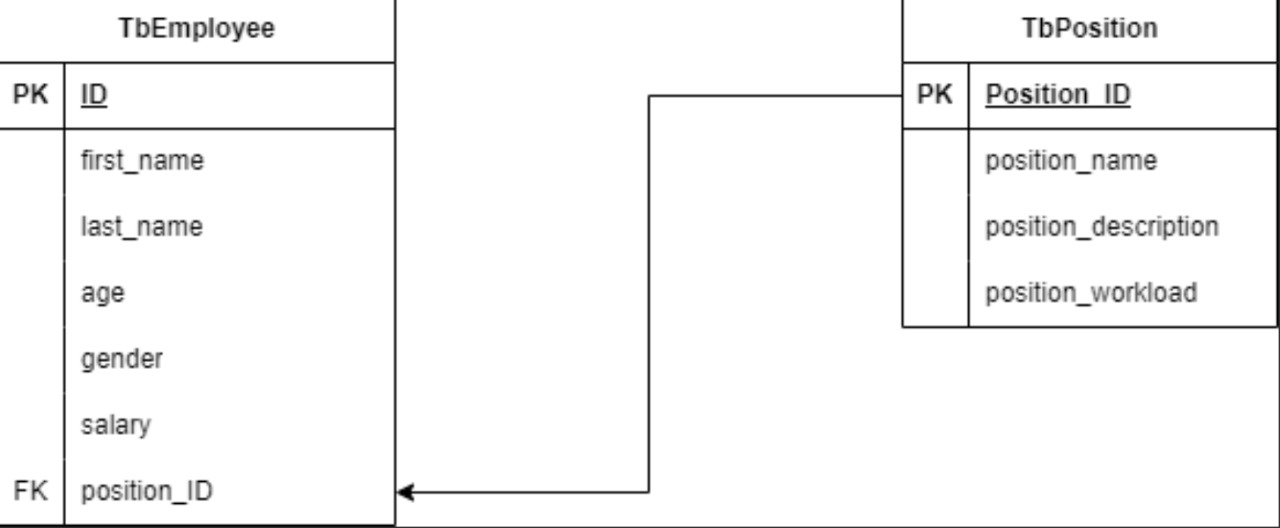 TbEmployee
PK ID
first_name
last_name
age
gender
salary
FK position_ID
TbPosition
PK Position_ID
position_name
position_description
position_workload